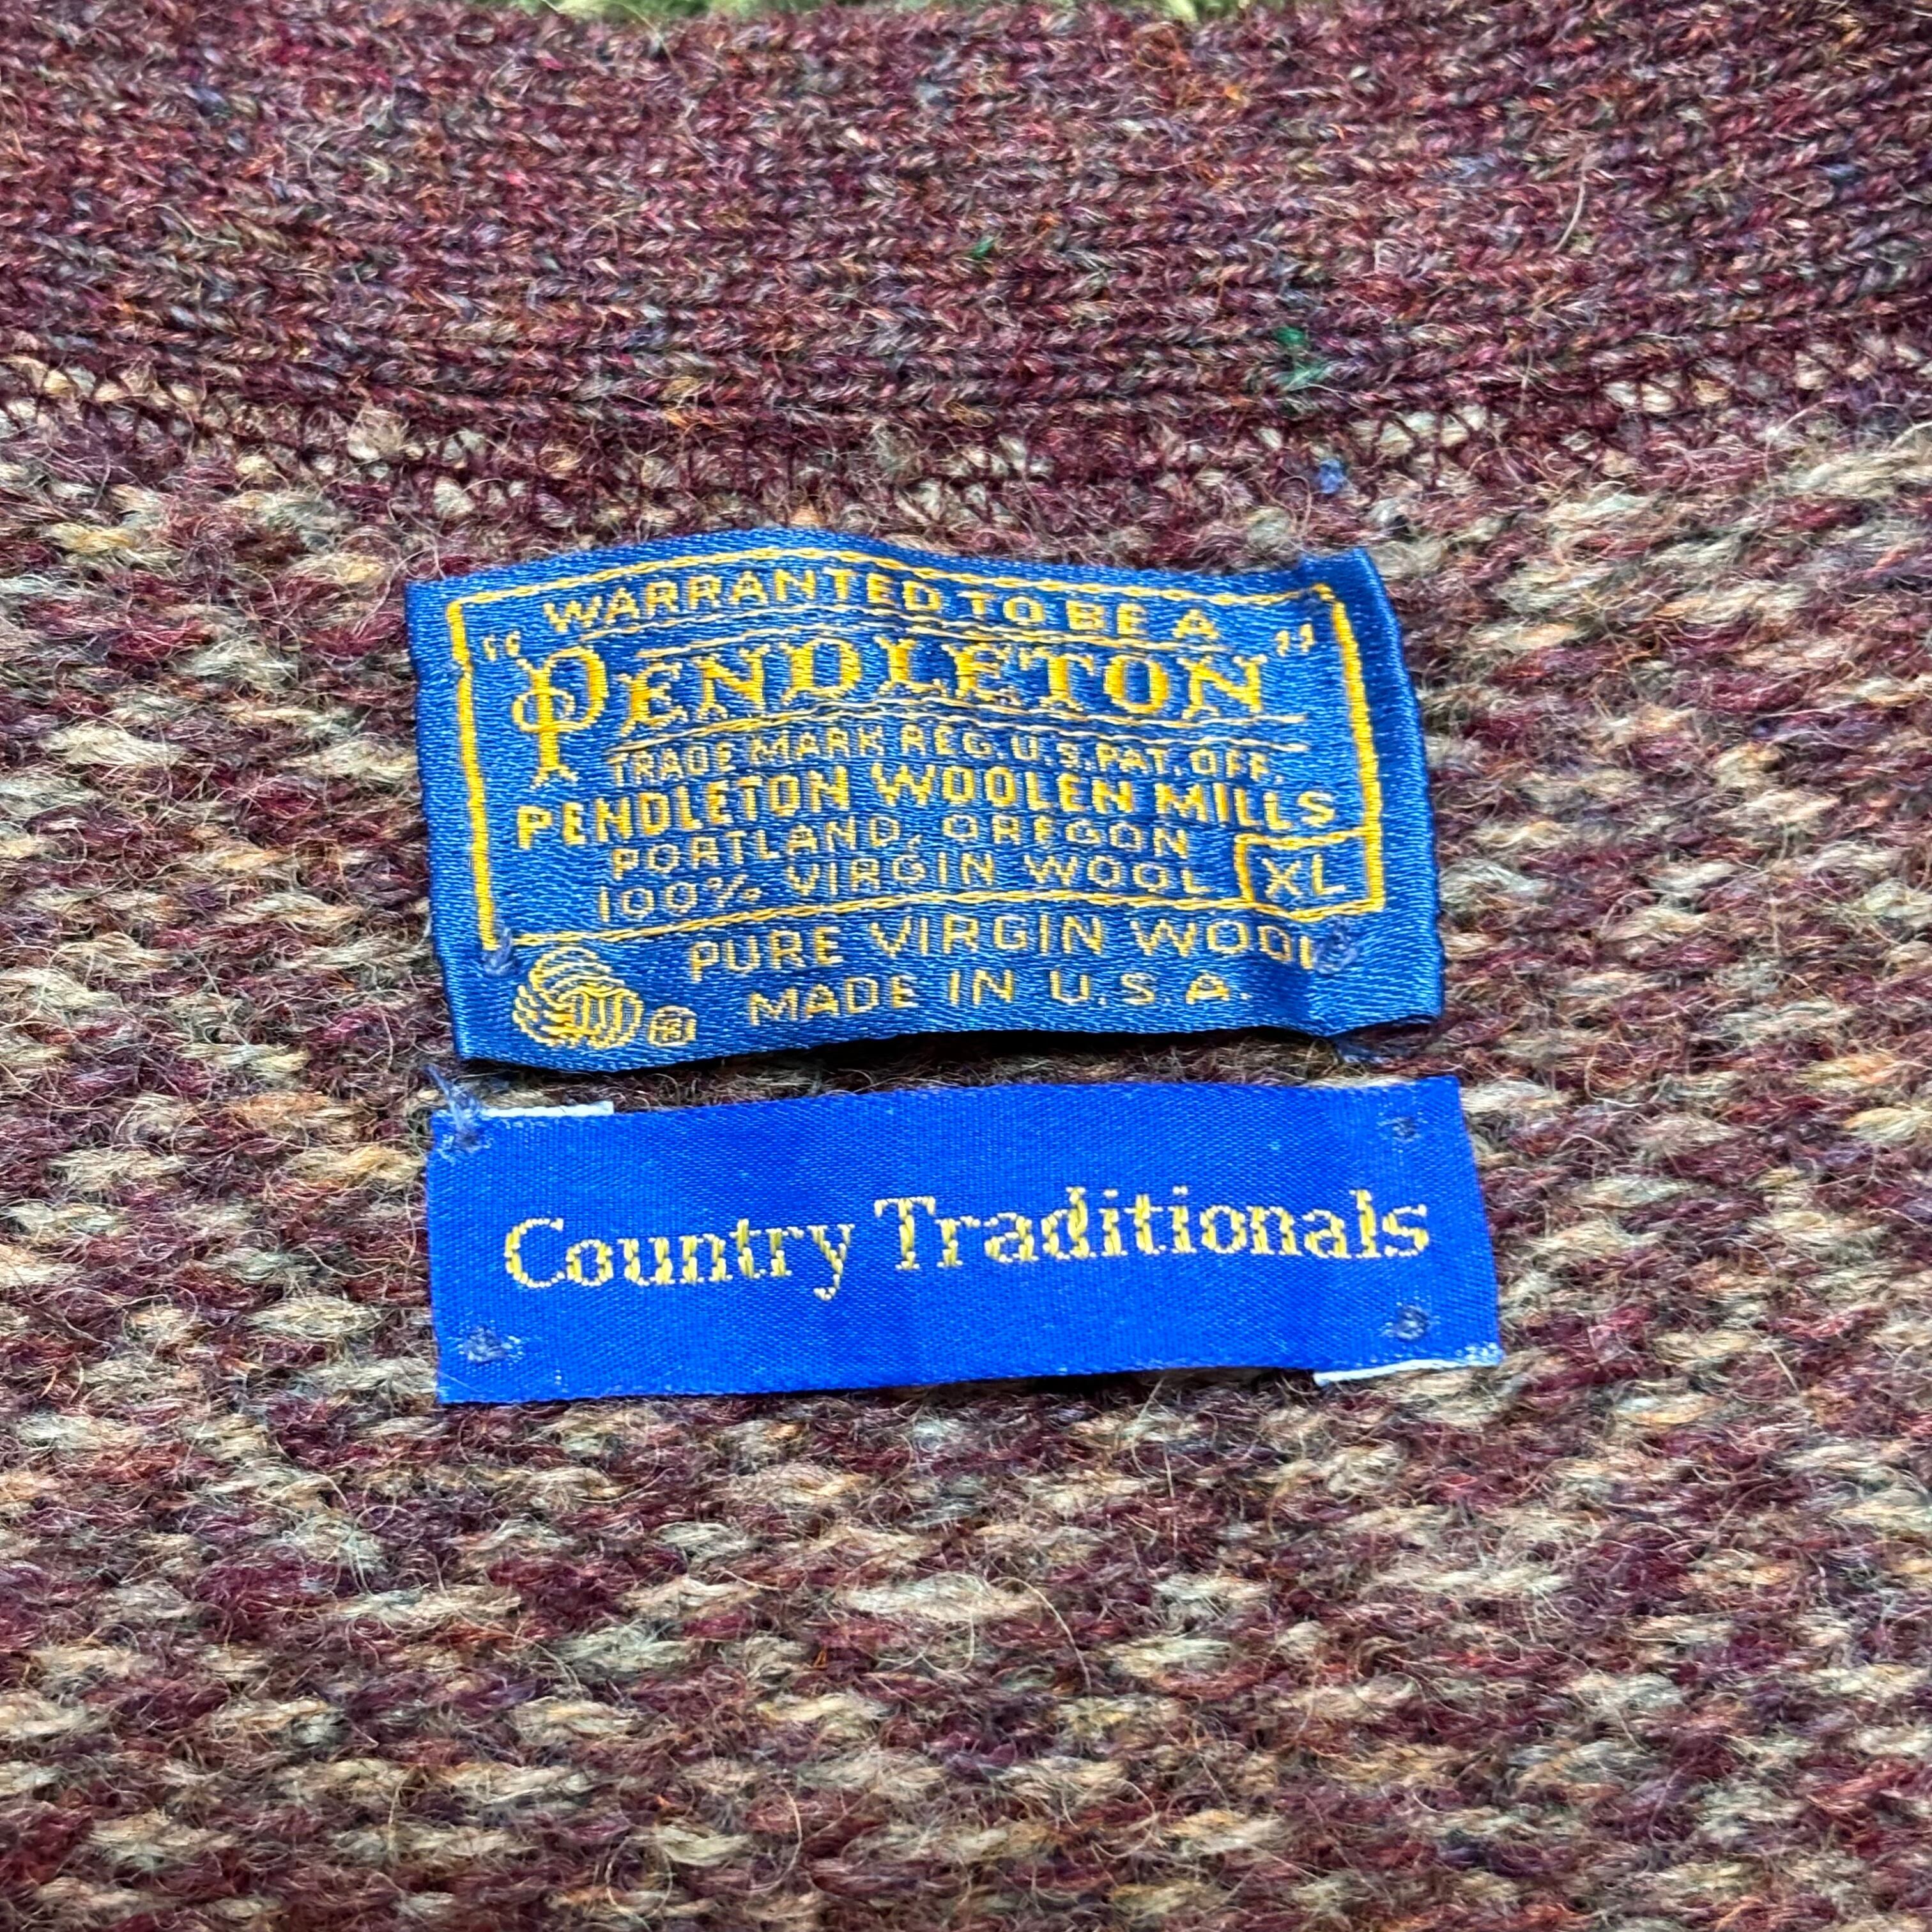 WARRANTED TO BE A
"PENDLETON"
TRADE MARK REG. U.S. PAT. OFF.
PENDLETON WOOLEN MILLS
PORTLAND, OREGON
100% VIRGIN WOOL XL
PURE VIRGIN WOOL
MADE IN U.S.A.
Country Traditionals